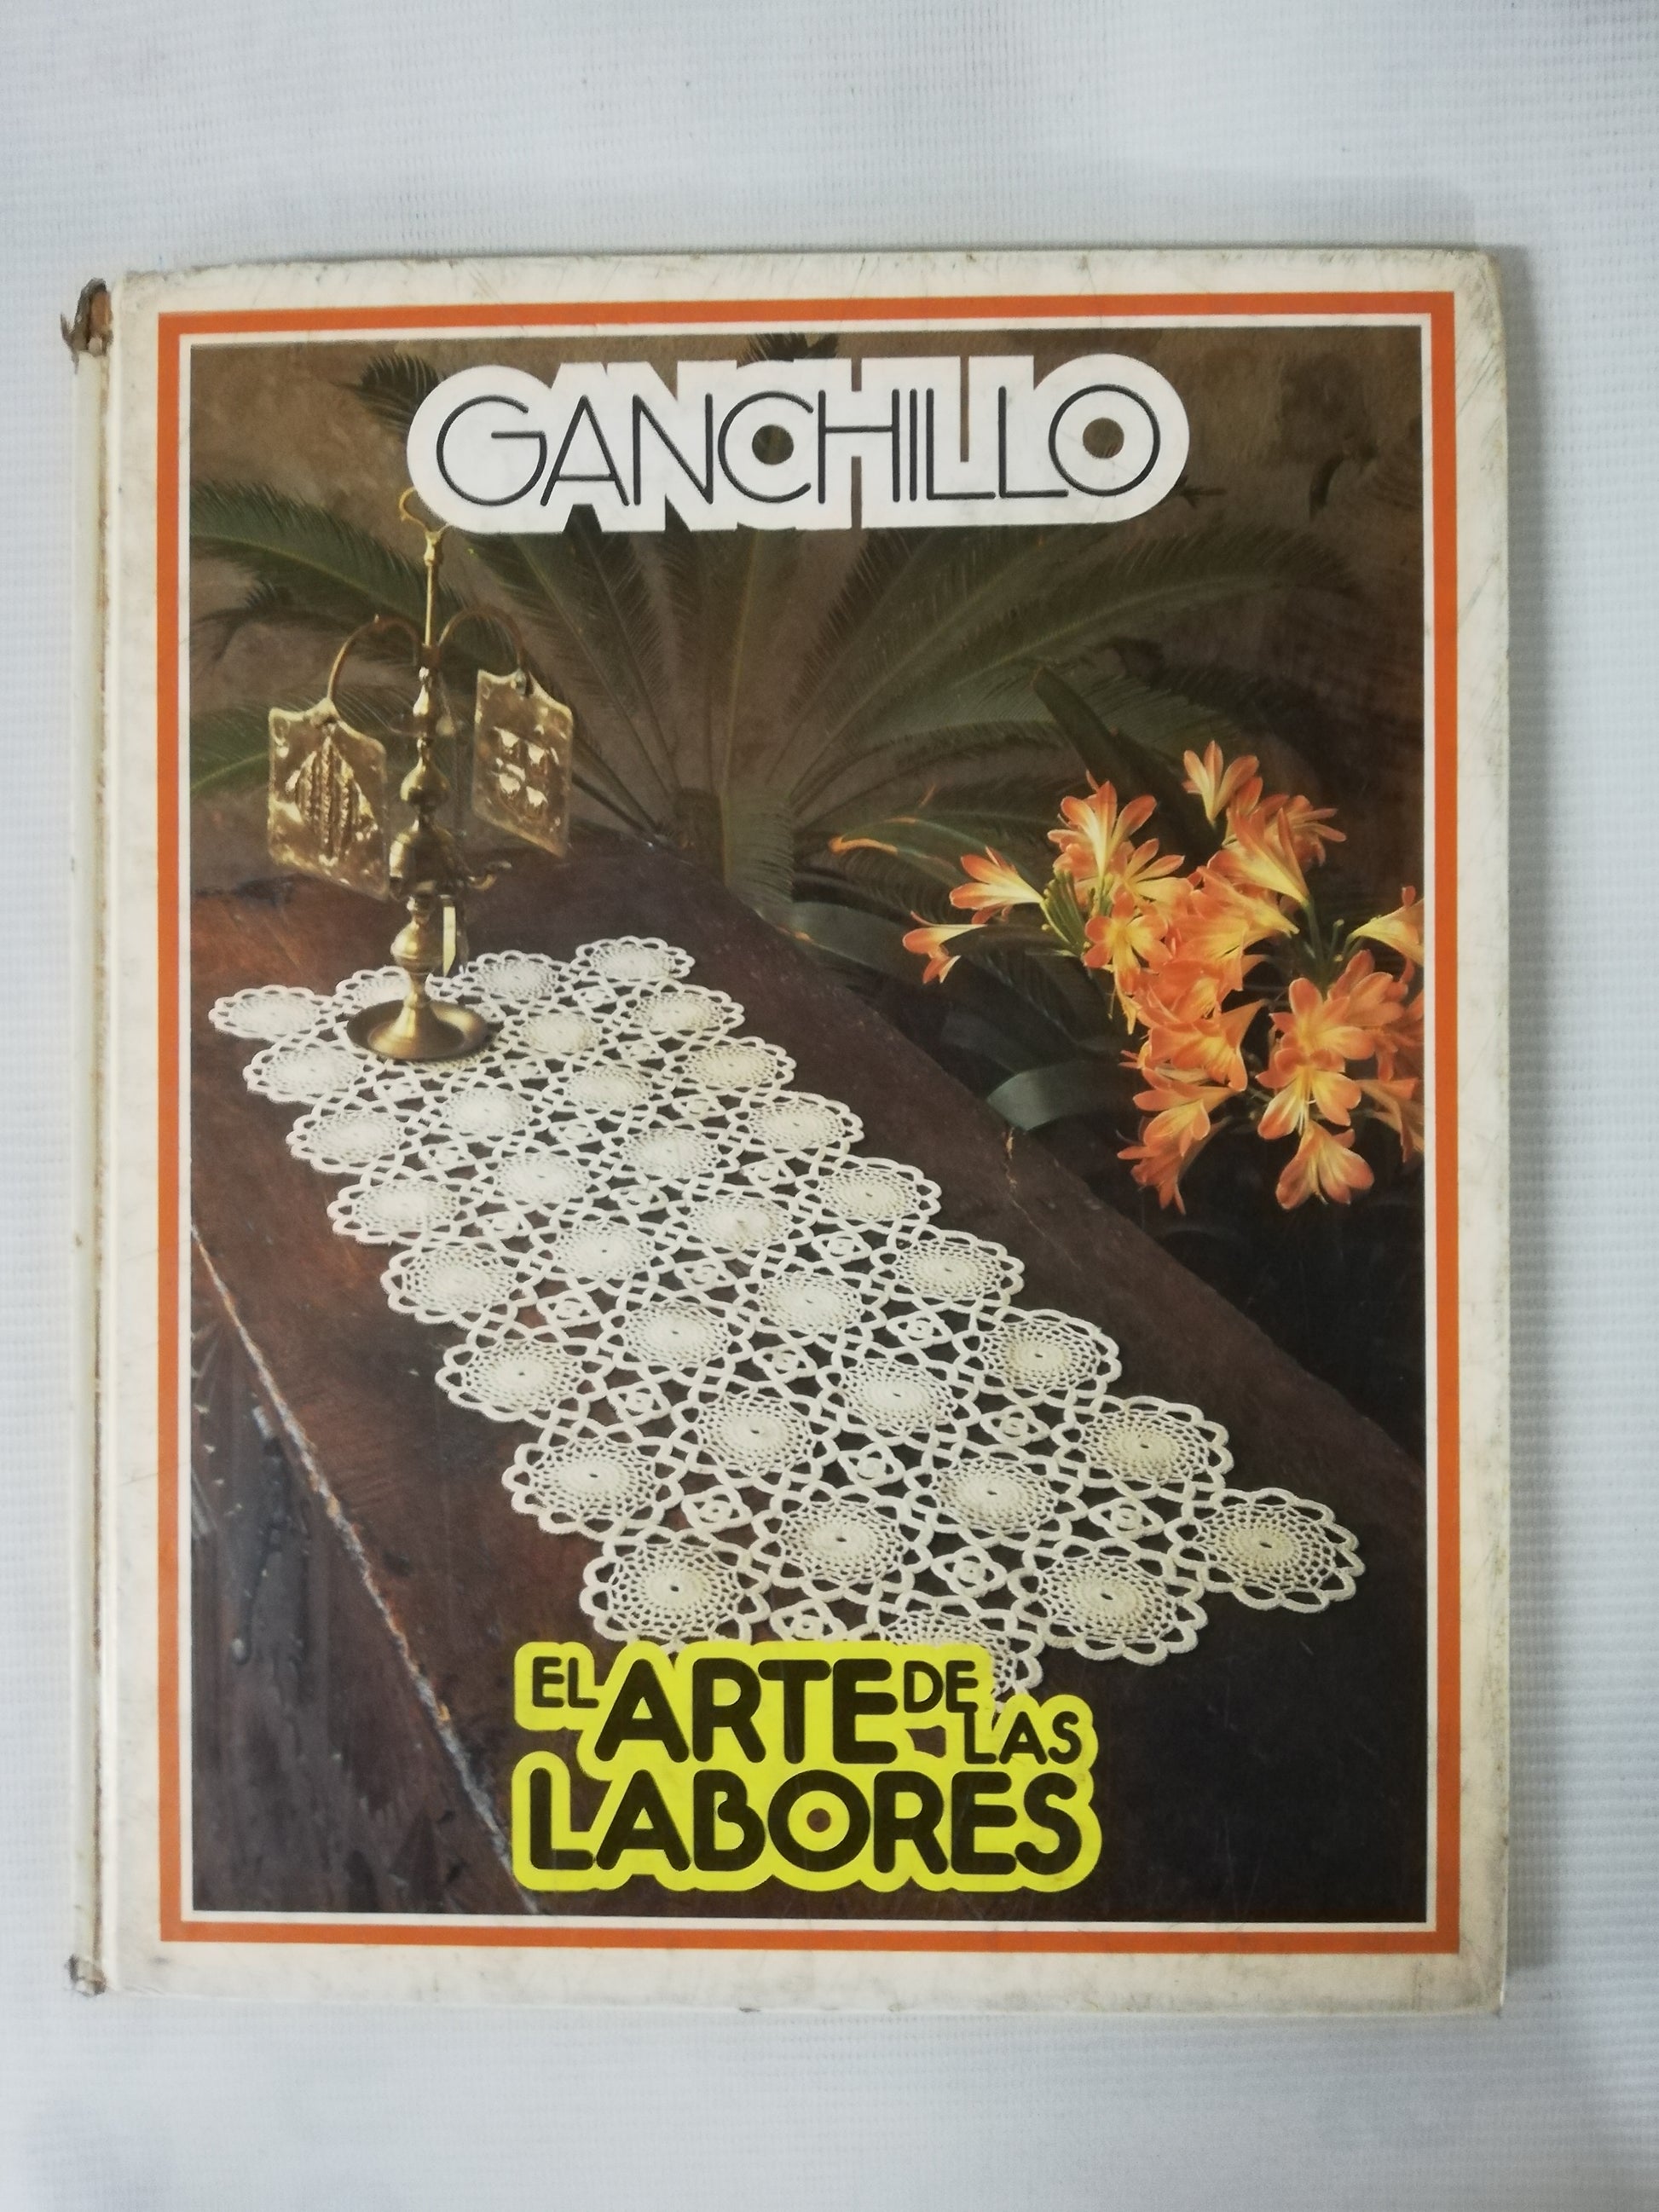 GANCHILLO
EL ARTE DE LAS
LABORES